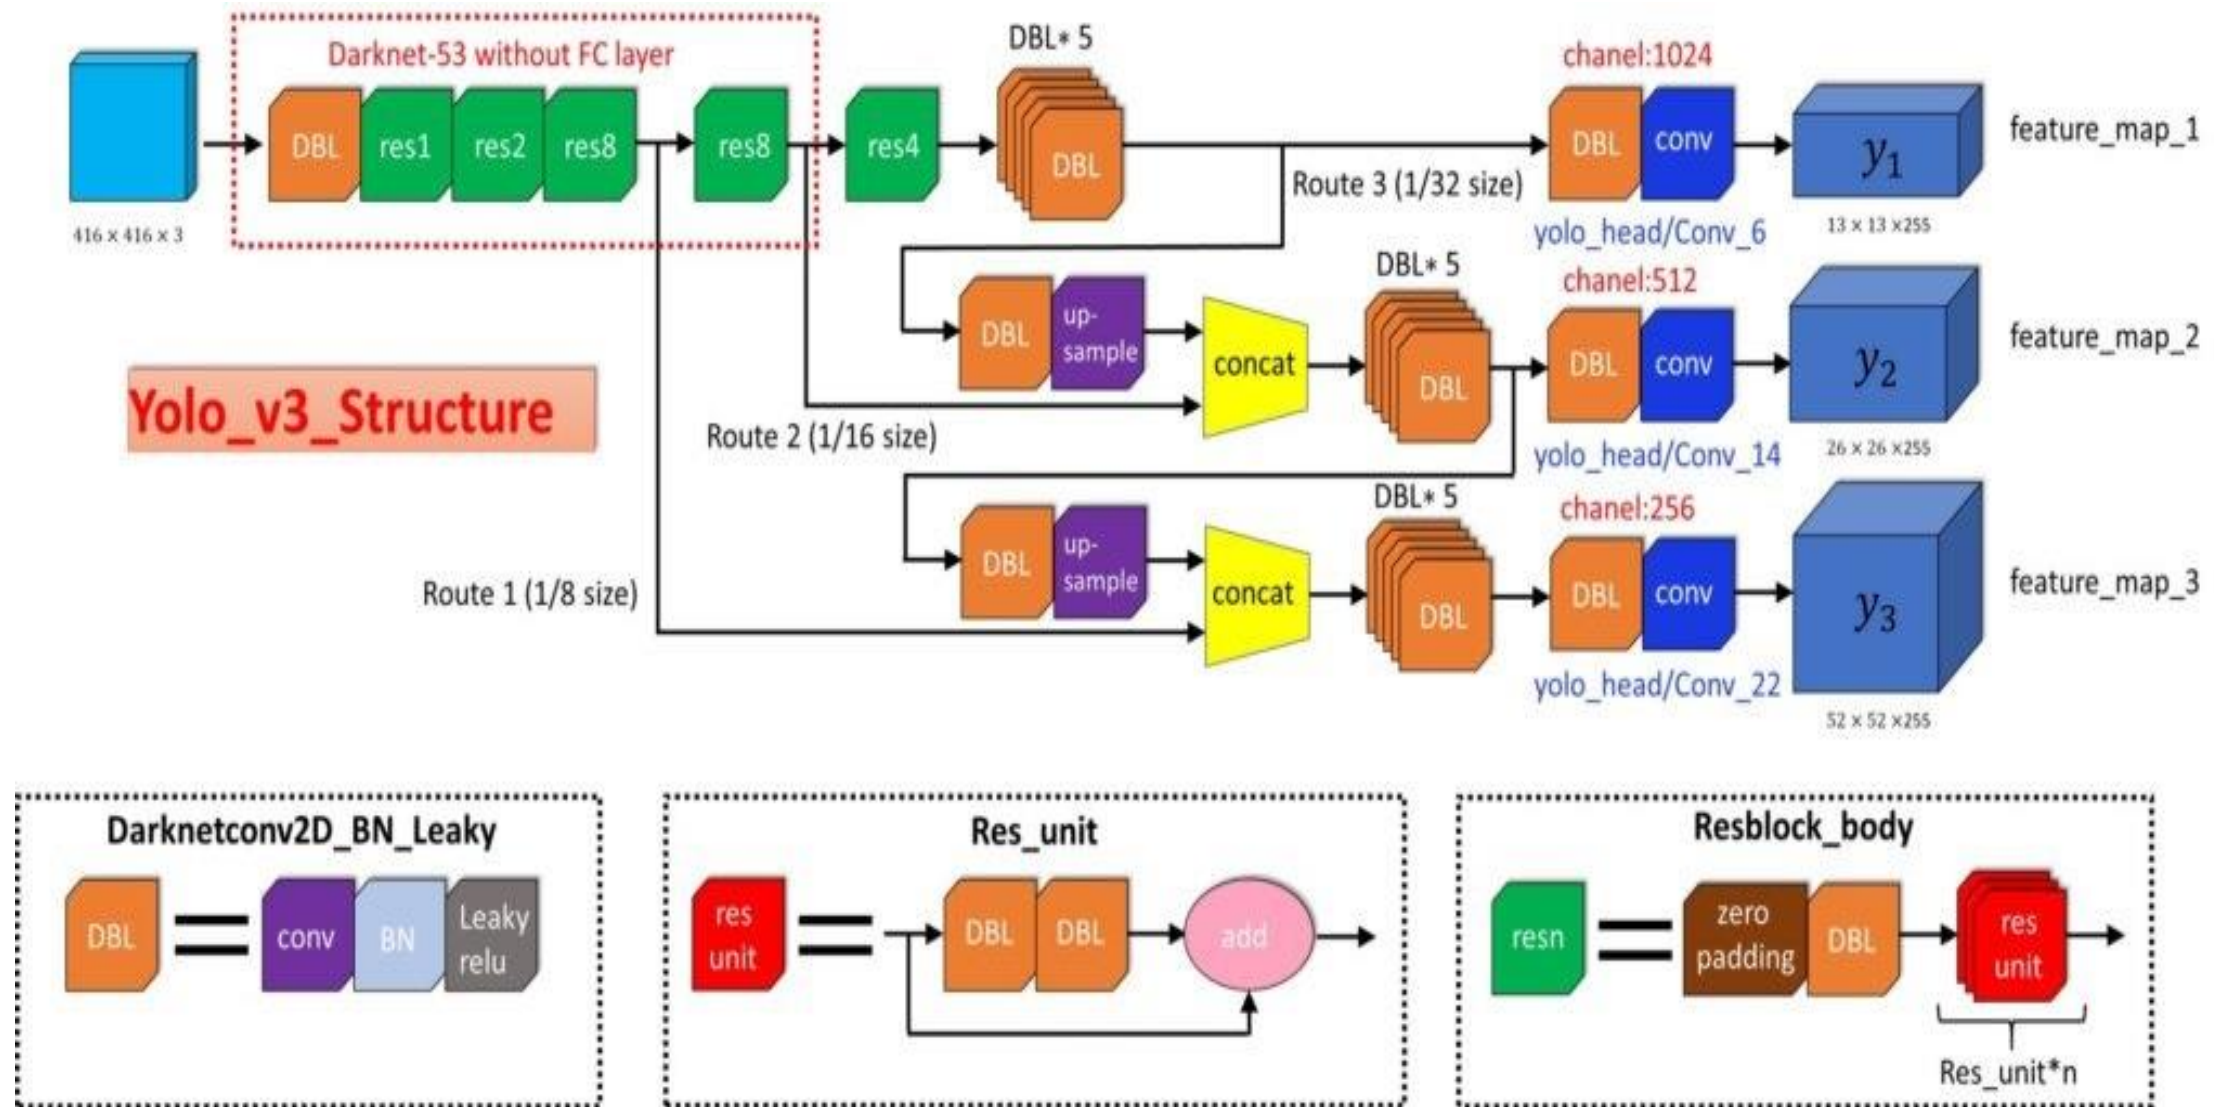 Darknet-53 without FC layer
DBL
res1
res2
res8
res8
res4
DBL* 5
DBL
chanel:1024
DBL
conv
y1
feature_map_1
416 × 416 × 3
Route 3 (1/32 size)
yolo_head/Conv_6
13 × 13 ×255
DBL
up-
sample
concat
DBL* 5
DBL
chanel:512
DBL
conv
y2
feature_map_2
Yolo_v3_Structure
Route 2 (1/16 size)
yolo_head/Conv_14
26 × 26 ×255
Route 1 (1/8 size)
DBL
up-
sample
concat
DBL* 5
DBL
chanel:256
DBL
conv
y3
feature_map_3
yolo_head/Conv_22
52 × 52 ×255
Darknetconv2D_BN_Leaky
DBL
conv
BN
Leaky
relu
Res_unit
res
unit
DBL
DBL
add
Resblock_body
resn
zero
padding
DBL
res
unit
Res_unit*n